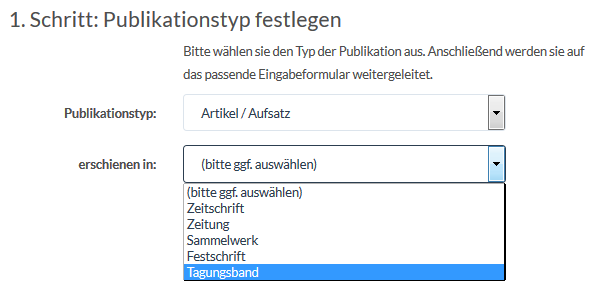 1. Schritt: Publikationstyp festlegen
Bitte wählen sie den Typ der Publikation aus. Anschließend werden sie auf
das passende Eingabeformular weitergeleitet.
Publikationstyp: Artikel / Aufsatz
erschienen in: (bitte ggf. auswählen)
(bitte ggf. auswählen)
Zeitschrift
Zeitung
Sammelwerk
Festschrift
Tagungsband